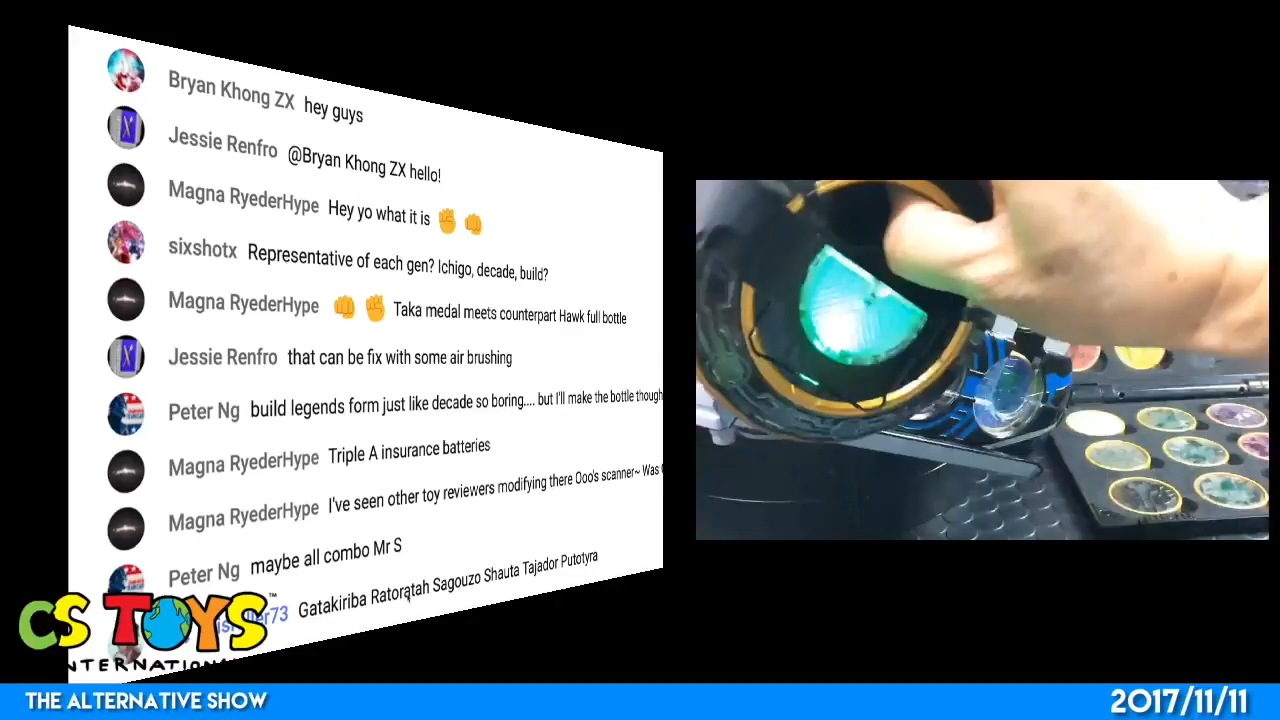 Bryan Khong ZX hey guys
Jessie Renfro @Bryan Khong ZX hello!
Magna RyederHype Hey yo what it is ✊ 👊
sixshotx Representative of each gen? Ichigo, decade, build?
Magna RyederHype 👊 ✊ Taka medal meets counterpart Hawk full bottle
Jessie Renfro that can be fix with some air brushing
Peter Ng build legends form just like decade so boring.... but I'll make the bottle though
Magna RyederHype Triple A insurance batteries
Magna RyederHype I've seen other toy reviewers modifying there Ooo's scanner~ Was
Peter Ng maybe all combo Mr S
Gatakiriba Ratoratah Sagouzo Shauta Tajador Putotyra
CS TOYS™
INTERNATIONAL
THE ALTERNATIVE SHOW
2017/11/11